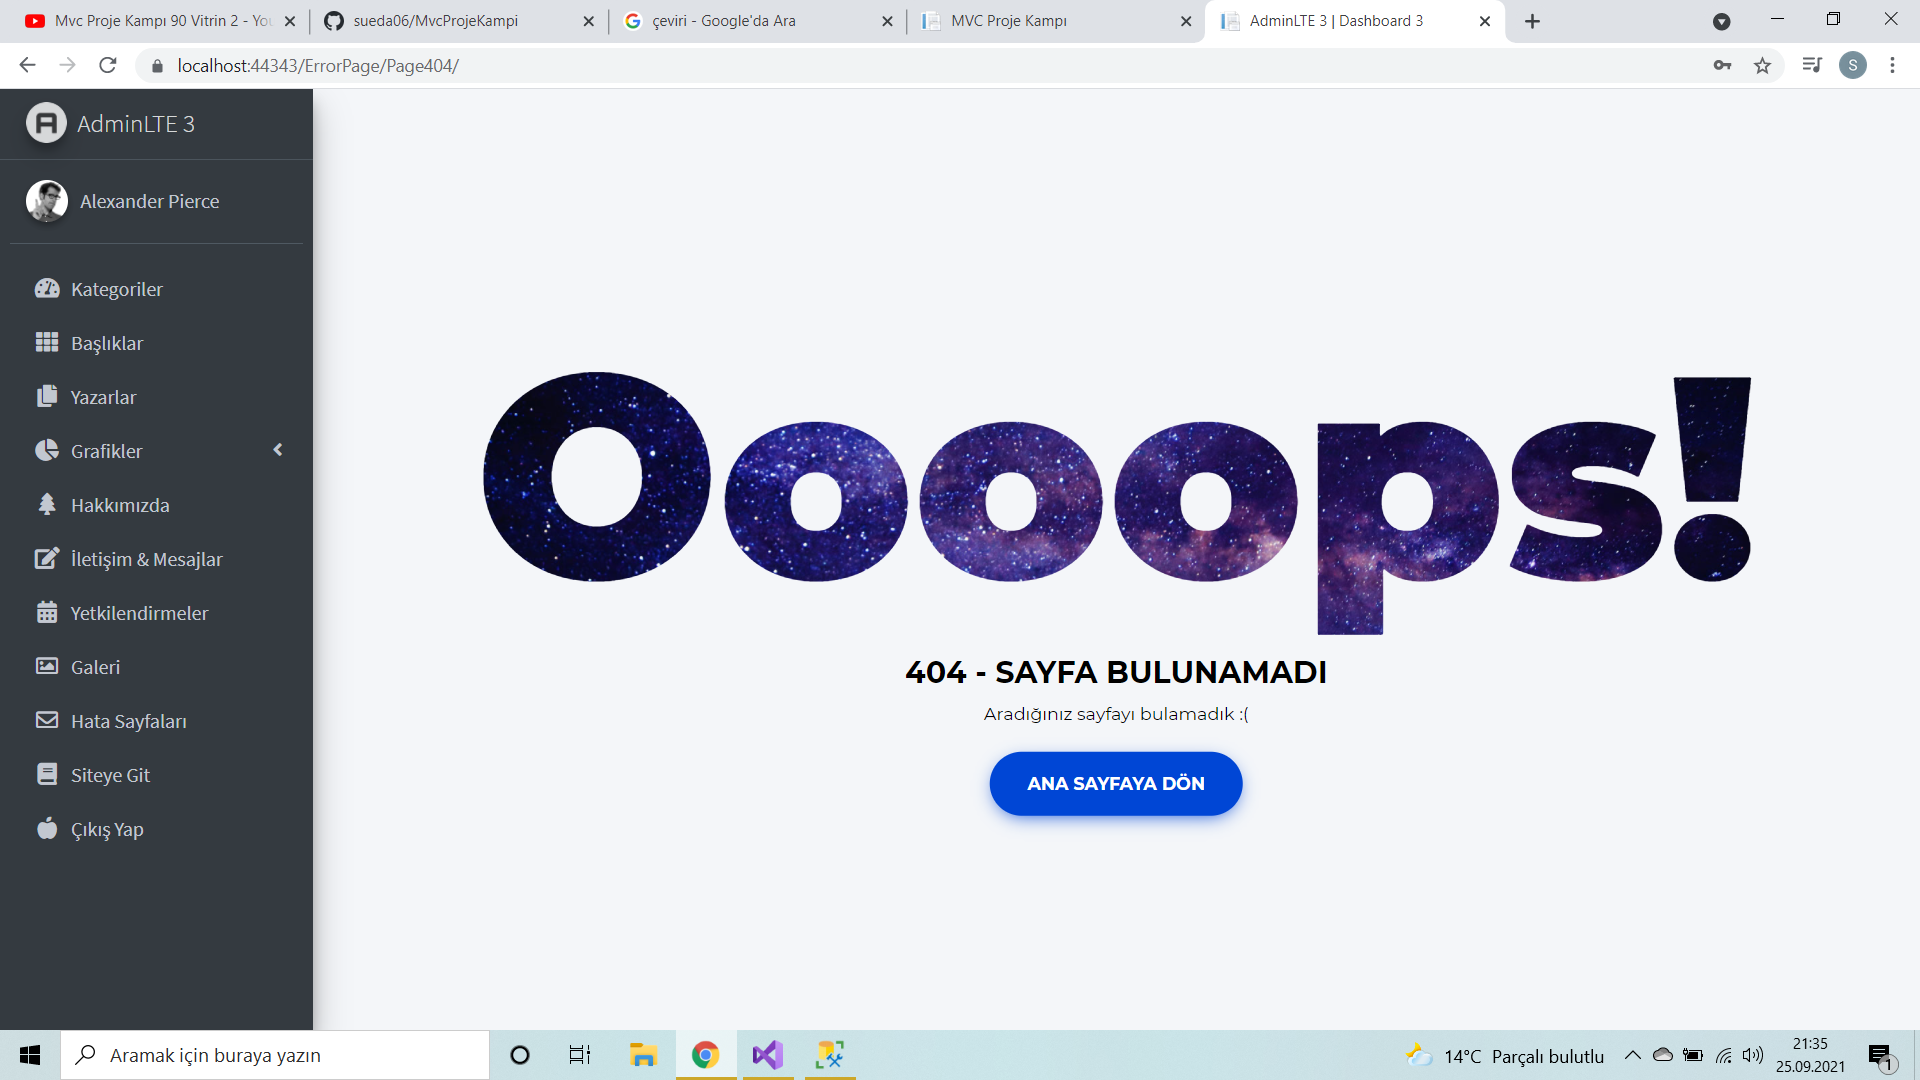 Mvc Proje Kampı 90 Vitrin 2 - You
sueda06/MvcProjeKampi
çeviri - Google'da Ara
MVC Proje Kampı
AdminLTE 3 | Dashboard 3
localhost:44343/ErrorPage/Page404/
S
AdminLTE 3
Alexander Pierce
Kategoriler
Başlıklar
Yazarlar
Grafikler
Hakkımızda
İletişim & Mesajlar
Yetkilendirmeler
Galeri
Hata Sayfaları
Siteye Git
Çıkış Yap
Oooops!
404 - SAYFA BULUNAMADI
Aradığınız sayfayı bulamadık :(
ANA SAYFAYA DÖN
Aramak için buraya yazın
14°C Parçalı bulutlu
21:35
25.09.2021
1